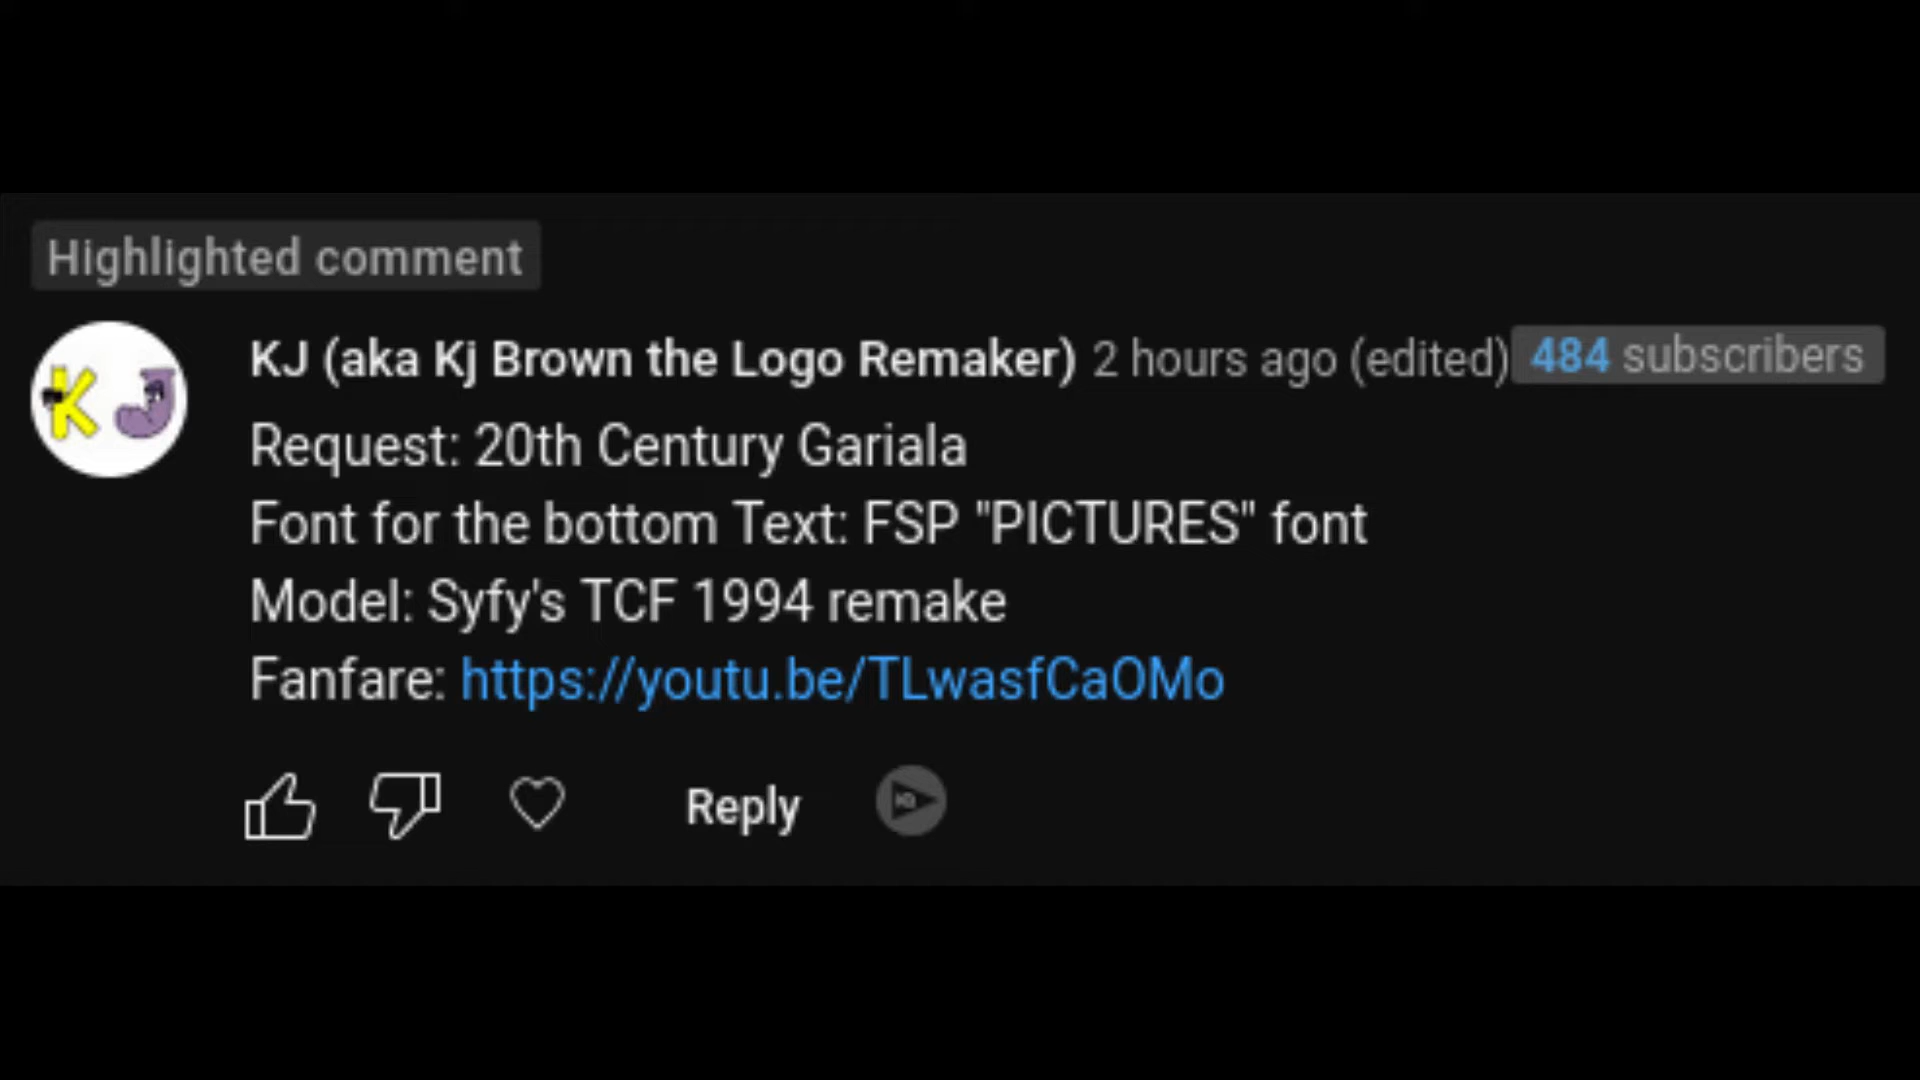 Highlighted comment
KJ (aka Kj Brown the Logo Remaker) 2 hours ago (edited) 484 subscribers
Request: 20th Century Gariala
Font for the bottom Text: FSP "PICTURES" font
Model: Syfy's TCF 1994 remake
Fanfare: https://youtu.be/TLwasfCaOMo
Reply